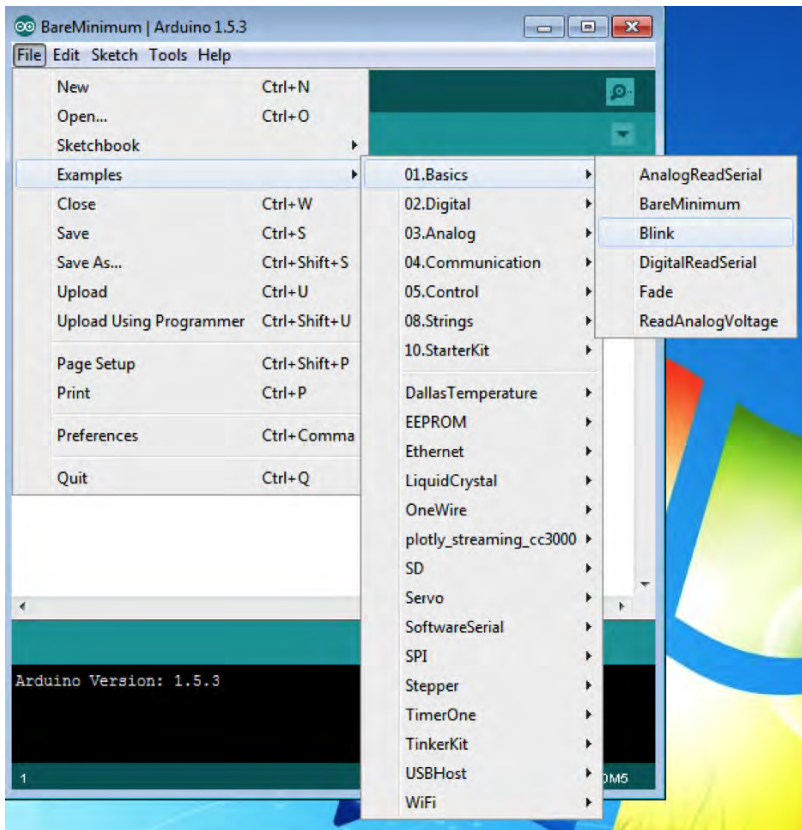 BareMinimum | Arduino 1.5.3
File Edit Sketch Tools Help
New Ctrl+N
Open... Ctrl+O
Sketchbook
Examples
Close Ctrl+W
Save Ctrl+S
Save As... Ctrl+Shift+S
Upload Ctrl+U
Upload Using Programmer Ctrl+Shift+U
Page Setup Ctrl+Shift+P
Print Ctrl+P
Preferences Ctrl+Comma
Quit Ctrl+Q
01.Basics
02.Digital
03.Analog
04.Communication
05.Control
08.Strings
10.StarterKit
DallasTemperature
EEPROM
Ethernet
LiquidCrystal
OneWire
plotly_streaming_cc3000
SD
Servo
SoftwareSerial
SPI
Stepper
TimerOne
TinkerKit
USBHost
WiFi
AnalogReadSerial
BareMinimum
Blink
DigitalReadSerial
Fade
ReadAnalogVoltage
Arduino Version: 1.5.3
1